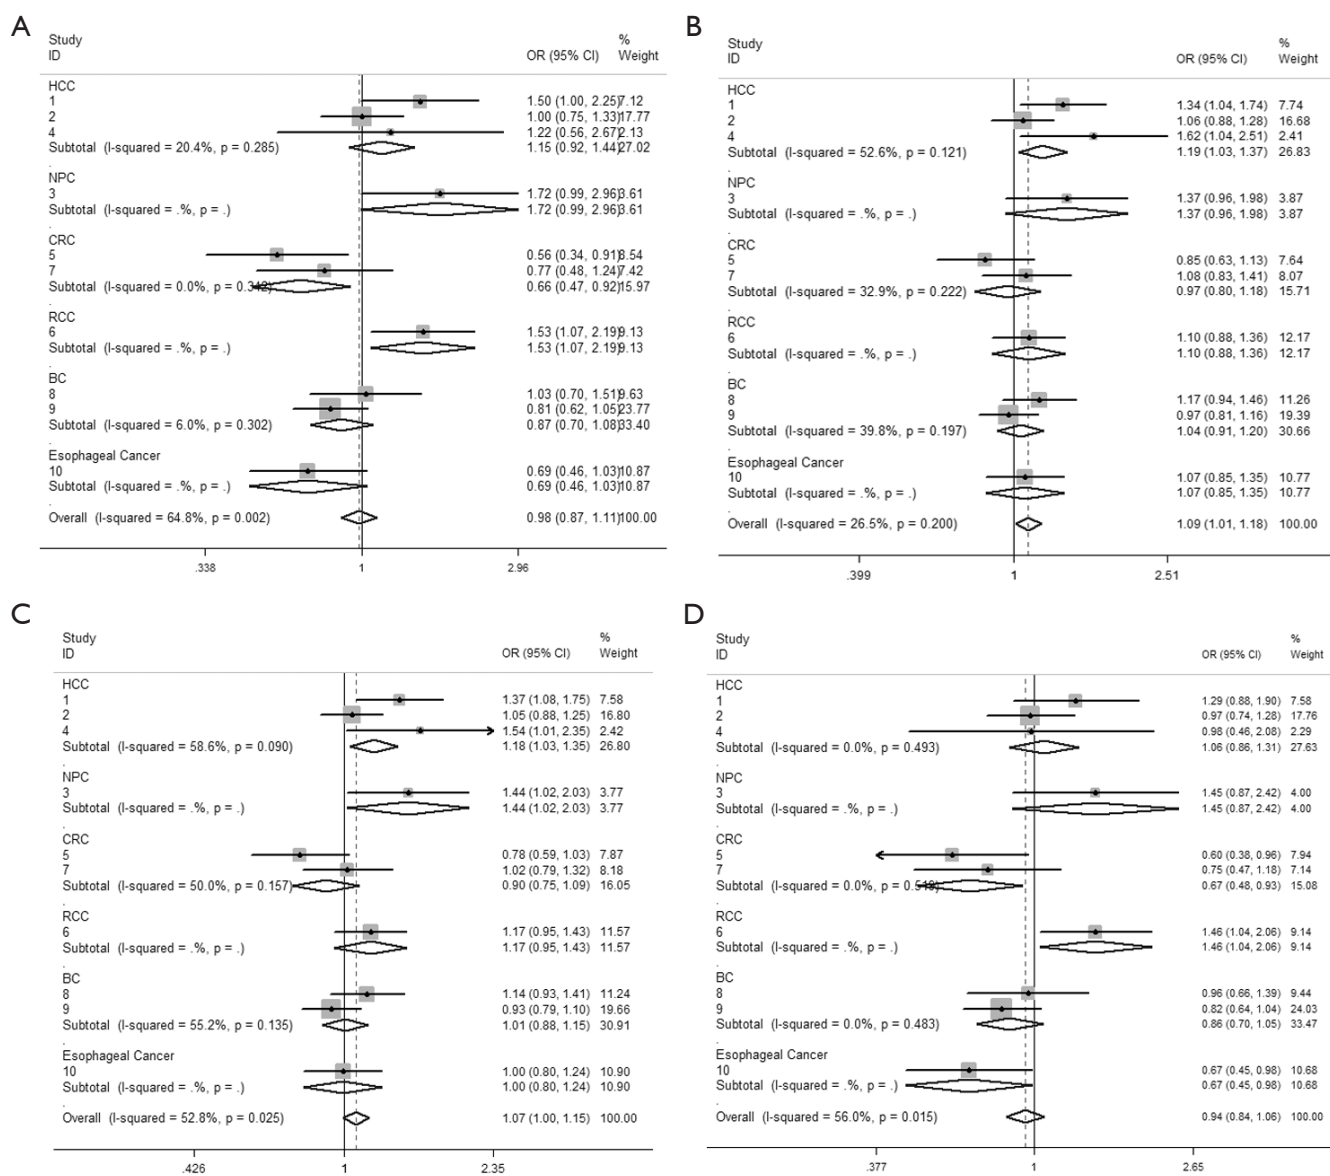 A
Study %
ID OR (95% CI) Weight
HCC
1 1.50 (1.00, 2.25) 7.12
2 1.00 (0.75, 1.33) 17.77
4 1.22 (0.56, 2.67) 2.13
Subtotal (I-squared = 20.4%, p = 0.285) 1.15 (0.92, 1.44) 27.02
.
NPC
3 1.72 (0.99, 2.96) 3.61
Subtotal (I-squared = .%, p = .) 1.72 (0.99, 2.96) 3.61
.
CRC
5 0.56 (0.34, 0.91) 8.54
7 0.77 (0.48, 1.24) 7.42
Subtotal (I-squared = 0.0%, p = 0.342) 0.66 (0.47, 0.92) 15.97
.
RCC
6 1.53 (1.07, 2.19) 9.13
Subtotal (I-squared = .%, p = .) 1.53 (1.07, 2.19) 9.13
.
BC
8 1.03 (0.70, 1.51) 9.63
9 0.81 (0.62, 1.05) 23.77
Subtotal (I-squared = 6.0%, p = 0.302) 0.87 (0.70, 1.08) 33.40
.
Esophageal Cancer
10 0.69 (0.46, 1.03) 10.87
Subtotal (I-squared = .%, p = .) 0.69 (0.46, 1.03) 10.87
.
Overall (I-squared = 64.8%, p = 0.002) 0.98 (0.87, 1.11) 100.00
.338 1 2.96
B
Study %
ID OR (95% CI) Weight
HCC
1 1.34 (1.04, 1.74) 7.74
2 1.06 (0.88, 1.28) 16.68
4 1.62 (1.04, 2.51) 2.41
Subtotal (I-squared = 52.6%, p = 0.121) 1.19 (1.03, 1.37) 26.83
.
NPC
3 1.37 (0.96, 1.98) 3.87
Subtotal (I-squared = .%, p = .) 1.37 (0.96, 1.98) 3.87
.
CRC
5 0.85 (0.63, 1.13) 7.64
7 1.08 (0.83, 1.41) 8.07
Subtotal (I-squared = 32.9%, p = 0.222) 0.97 (0.80, 1.18) 15.71
.
RCC
6 1.10 (0.88, 1.36) 12.17
Subtotal (I-squared = .%, p = .) 1.10 (0.88, 1.36) 12.17
.
BC
8 1.17 (0.94, 1.46) 11.26
9 0.97 (0.81, 1.16) 19.39
Subtotal (I-squared = 39.8%, p = 0.197) 1.04 (0.91, 1.20) 30.66
.
Esophageal Cancer
10 1.07 (0.85, 1.35) 10.77
Subtotal (I-squared = .%, p = .) 1.07 (0.85, 1.35) 10.77
.
Overall (I-squared = 26.5%, p = 0.200) 1.09 (1.01, 1.18) 100.00
.399 1 2.51
C
Study %
ID OR (95% CI) Weight
HCC
1 1.37 (1.08, 1.75) 7.58
2 1.05 (0.88, 1.25) 16.80
4 1.54 (1.01, 2.35) 2.42
Subtotal (I-squared = 58.6%, p = 0.090) 1.18 (1.03, 1.35) 26.80
.
NPC
3 1.44 (1.02, 2.03) 3.77
Subtotal (I-squared = .%, p = .) 1.44 (1.02, 2.03) 3.77
.
CRC
5 0.78 (0.59, 1.03) 7.87
7 1.02 (0.79, 1.32) 8.18
Subtotal (I-squared = 50.0%, p = 0.157) 0.90 (0.75, 1.09) 16.05
.
RCC
6 1.17 (0.95, 1.43) 11.57
Subtotal (I-squared = .%, p = .) 1.17 (0.95, 1.43) 11.57
.
BC
8 1.14 (0.93, 1.41) 11.24
9 0.93 (0.79, 1.10) 19.66
Subtotal (I-squared = 55.2%, p = 0.135) 1.01 (0.88, 1.15) 30.91
.
Esophageal Cancer
10 1.00 (0.80, 1.24) 10.90
Subtotal (I-squared = .%, p = .) 1.00 (0.80, 1.24) 10.90
.
Overall (I-squared = 52.8%, p = 0.025) 1.07 (1.00, 1.15) 100.00
.426 1 2.35
D
Study %
ID OR (95% CI) Weight
HCC
1 1.29 (0.88, 1.90) 7.58
2 0.97 (0.74, 1.28) 17.76
4 0.98 (0.46, 2.08) 2.29
Subtotal (I-squared = 0.0%, p = 0.493) 1.06 (0.86, 1.31) 27.63
.
NPC
3 1.45 (0.87, 2.42) 4.00
Subtotal (I-squared = .%, p = .) 1.45 (0.87, 2.42) 4.00
.
CRC
5 0.60 (0.38, 0.96) 7.94
7 0.75 (0.47, 1.18) 7.14
Subtotal (I-squared = 0.0%, p = ) 0.67 (0.48, 0.93) 15.08
.
RCC
6 1.46 (1.04, 2.06) 9.14
Subtotal (I-squared = .%, p = .) 1.46 (1.04, 2.06) 9.14
.
BC
8 0.96 (0.66, 1.39) 9.44
9 0.82 (0.64, 1.04) 24.03
Subtotal (I-squared = 0.0%, p = 0.483) 0.86 (0.70, 1.05) 33.47
.
Esophageal Cancer
10 0.67 (0.45, 0.98) 10.68
Subtotal (I-squared = .%, p = .) 0.67 (0.45, 0.98) 10.68
.
Overall (I-squared = 56.0%, p = 0.015) 0.94 (0.84, 1.06) 100.00
.377 1 2.65